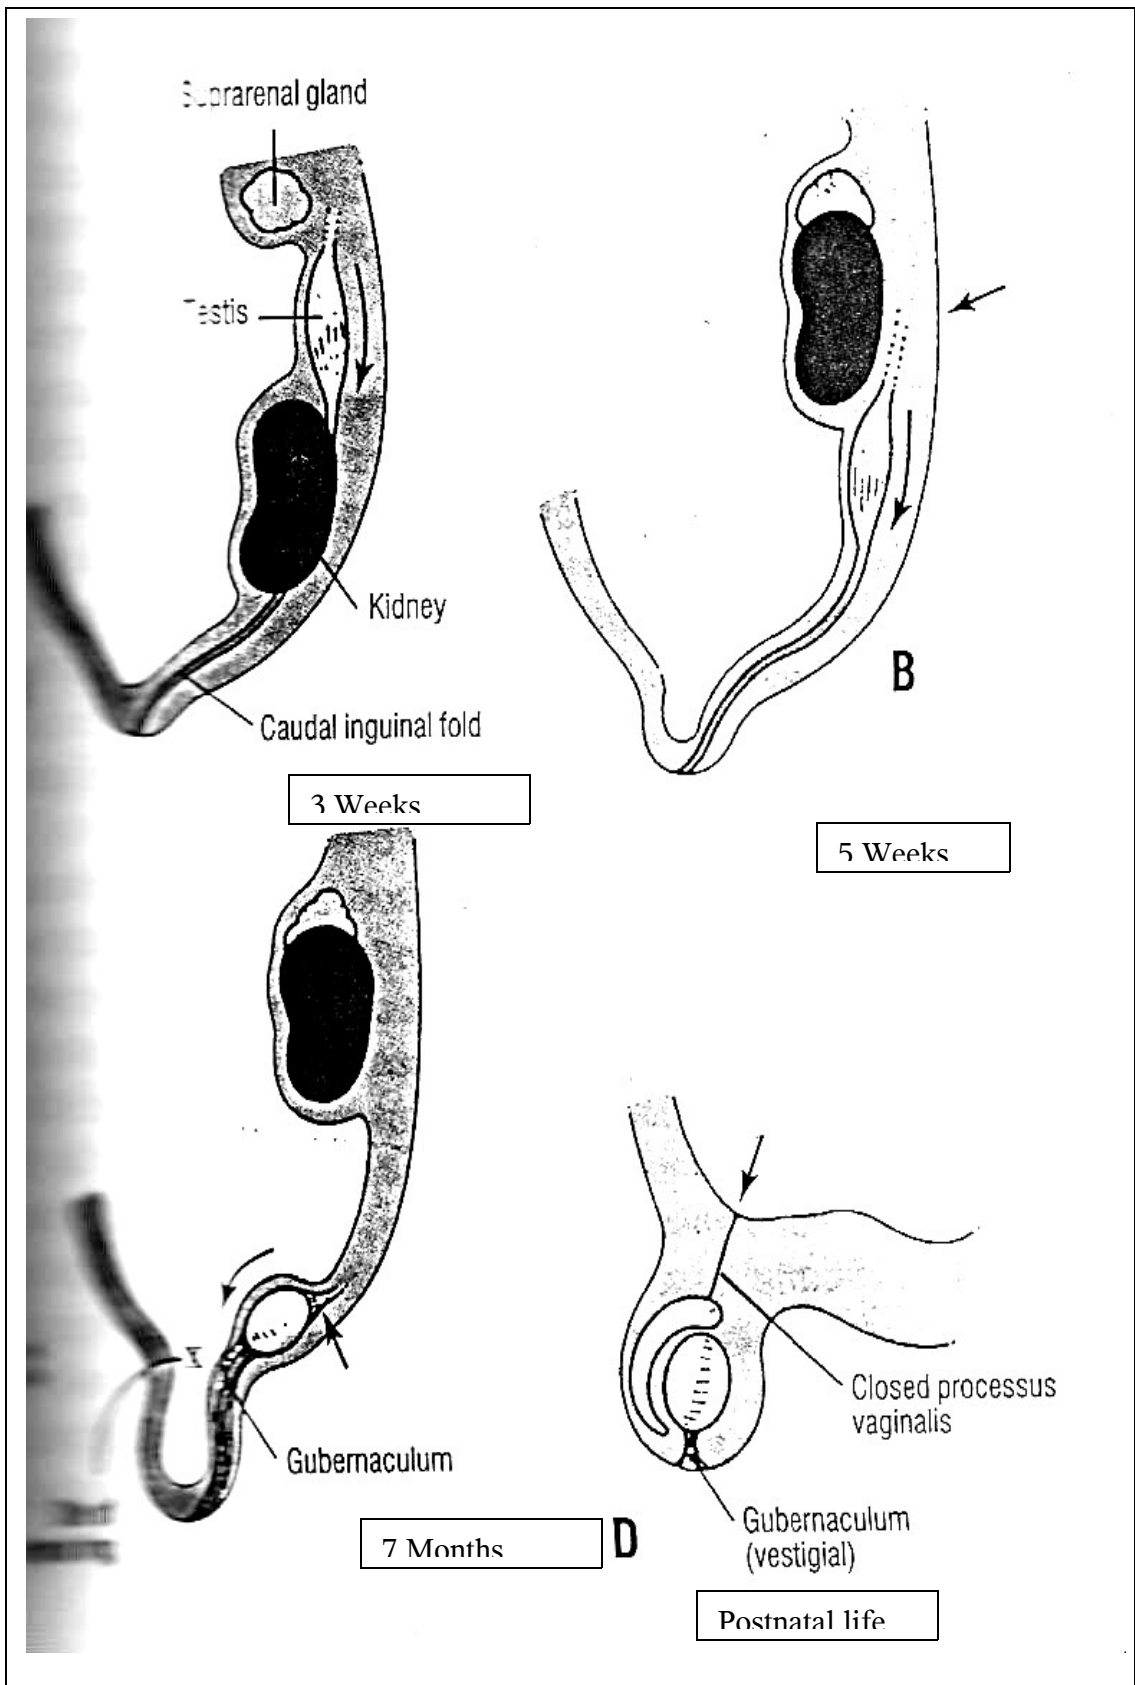 Suprarenal gland
Testis
Kidney
Caudal inguinal fold
3 Weeks
B
5 Weeks
X
Gubernaculum
7 Months
D
Closed processus
vaginalis
Gubernaculum
(vestigial)
Postnatal life